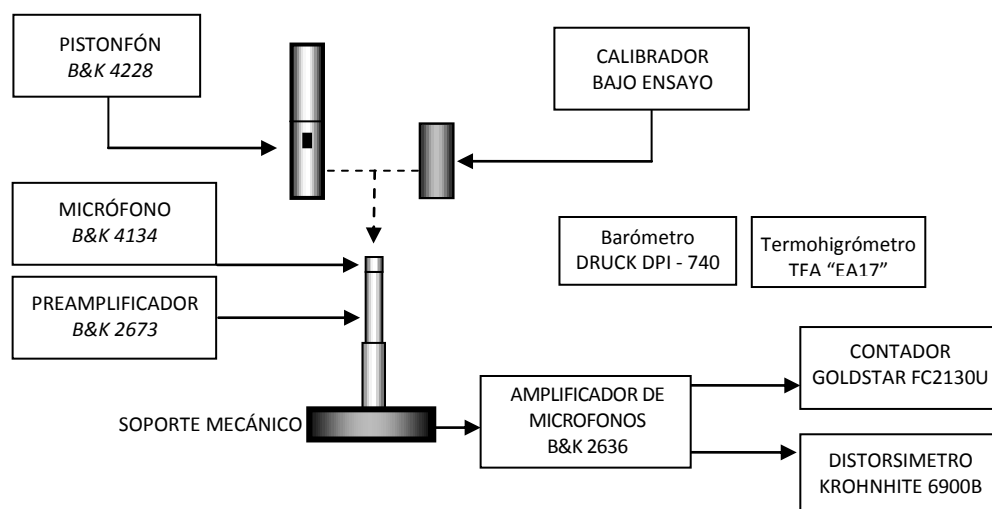 PISTONFÓN
B&K 4228
CALIBRADOR
BAJO ENSAYO
MICRÓFONO
B&K 4134
Barómetro
DRUCK DPI - 740
Termohigrómetro
TFA "EA17"
PREAMPLIFICADOR
B&K 2673
SOPORTE MECÁNICO
AMPLIFICADOR DE
MICROFONOS
B&K 2636
CONTADOR
GOLDSTAR FC2130U
DISTORSIMETRO
KROHNHITE 6900B